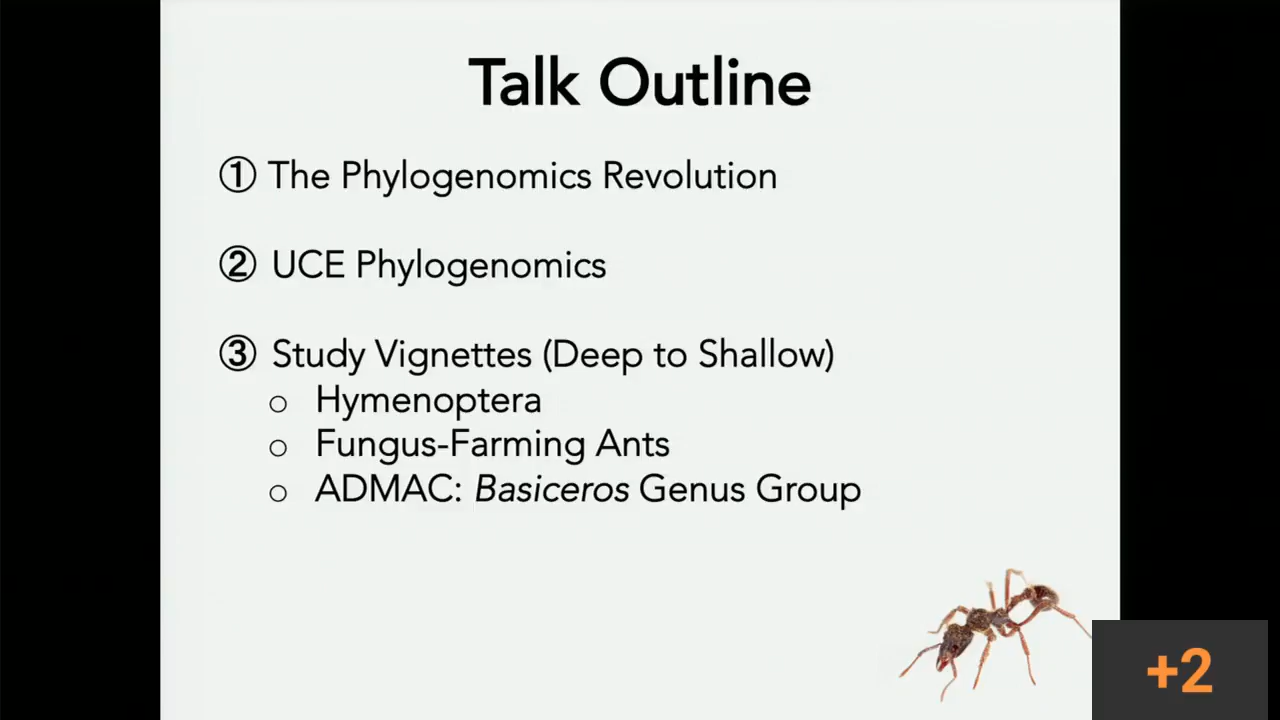 Talk Outline
① The Phylogenomics Revolution
② UCE Phylogenomics
③ Study Vignettes (Deep to Shallow)
○ Hymenoptera
○ Fungus-Farming Ants
○ ADMAC: Basiceros Genus Group
+2